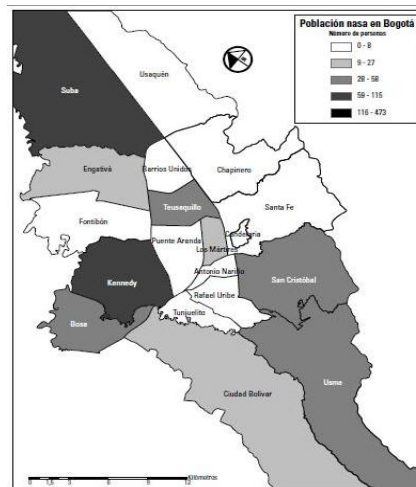 Población nasa en Bogotá
Número de personas
0 - 8
9 - 27
28 - 58
59 - 115
116 - 473
Usaquén
Suba
Engativá
Barrios Unidos
Chapinero
Teusaquillo
Santa Fe
Fontibón
Puente Aranda
Los Mártires
Candelaria
Antonio Nariño
Kennedy
San Cristóbal
Rafael Uribe
Bosa
Tunjuelito
Usme
Ciudad Bolívar
Kilómetros